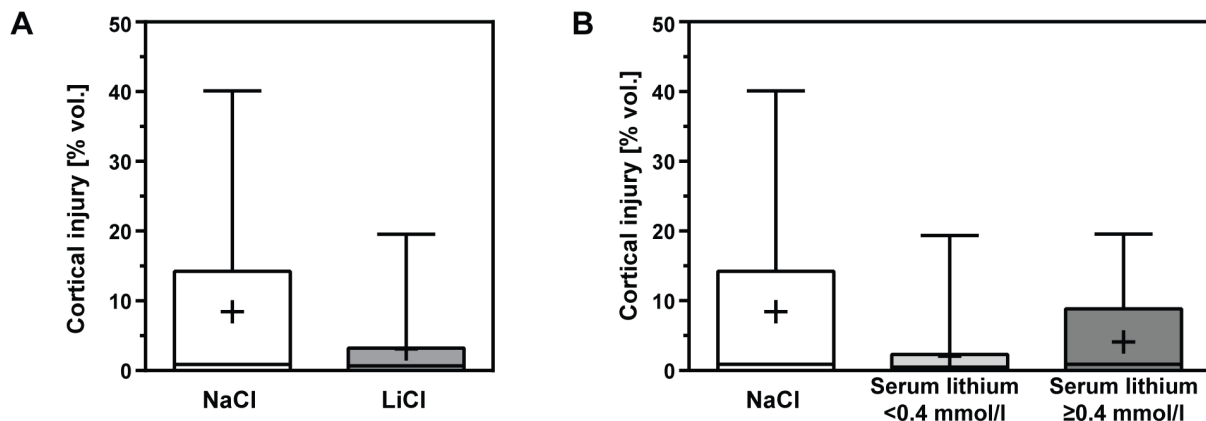 A
Cortical injury [% vol.]
50
40
30
20
10
0
NaCl
LiCl
B
Cortical injury [% vol.]
50
40
30
20
10
0
NaCl
Serum lithium
<0.4 mmol/l
Serum lithium
≥0.4 mmol/l